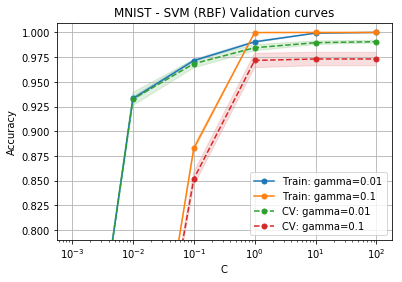 MNIST - SVM (RBF) Validation curves
Accuracy
1.000
0.975
0.950
0.925
0.900
0.875
0.850
0.825
0.800
Train: gamma=0.01
Train: gamma=0.1
CV: gamma=0.01
CV: gamma=0.1
10⁻³ 10⁻² 10⁻¹ 10⁰ 10¹ 10²
C